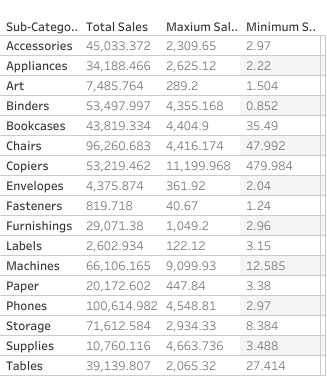 Sub-Catego.. Total Sales Maxium Sal.. Minimum S..
Accessories 45,033.372 2,309.65 2.97
Appliances 34,188.466 2,625.12 2.22
Art 7,485.764 289.2 1.504
Binders 53,497.997 4,355.168 0.852
Bookcases 43,819.334 4,404.9 35.49
Chairs 96,260.683 4,416.174 47.992
Copiers 53,219.462 11,199.968 479.984
Envelopes 4,375.874 361.92 2.04
Fasteners 819.718 40.67 1.24
Furnishings 29,071.38 1,049.2 2.96
Labels 2,602.934 122.12 3.15
Machines 66,106.165 9,099.93 12.585
Paper 20,172.602 447.84 3.38
Phones 100,614.982 4,548.81 2.97
Storage 71,612.584 2,934.33 8.384
Supplies 10,760.116 4,663.736 3.488
Tables 39,139.807 2,065.32 27.414